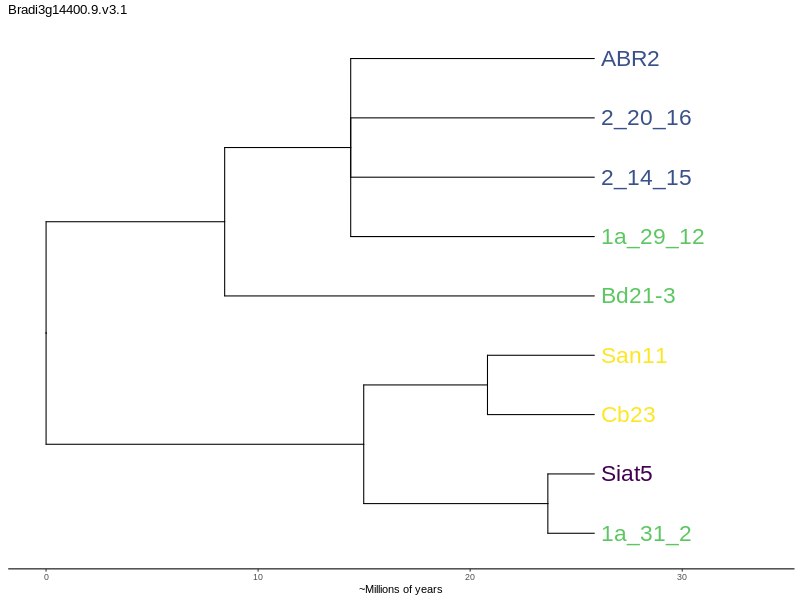 Bradi3g14400.9.v3.1
ABR2
2_20_16
2_14_15
1a_29_12
Bd21-3
San11
Cb23
Siat5
1a_31_2
0 10 20 30
~Millions of years